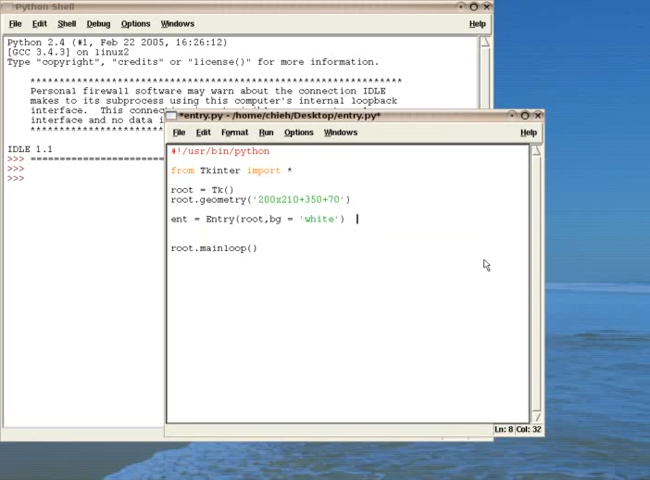 Python Shell
File Edit Shell Debug Options Windows Help
Python 2.4 (#1, Feb 22 2005, 16:26:12)
[GCC 3.4.3] on linux2
Type "copyright", "credits" or "license()" for more information.
****************************************************************
Personal firewall software may warn about the connection IDLE
makes to its subprocess using this computer's internal loopback
interface. This connec
interface and no data i
IDLE 1.1
>>> =======================
>>>
>>>
*entry.py - /home/chieh/Desktop/entry.py*
File Edit Format Run Options Windows Help
#!/usr/bin/python
from Tkinter import *
root = Tk()
root.geometry('200x210+350+70')
ent = Entry(root,bg = 'white')
root.mainloop()
Ln: 8 Col: 32